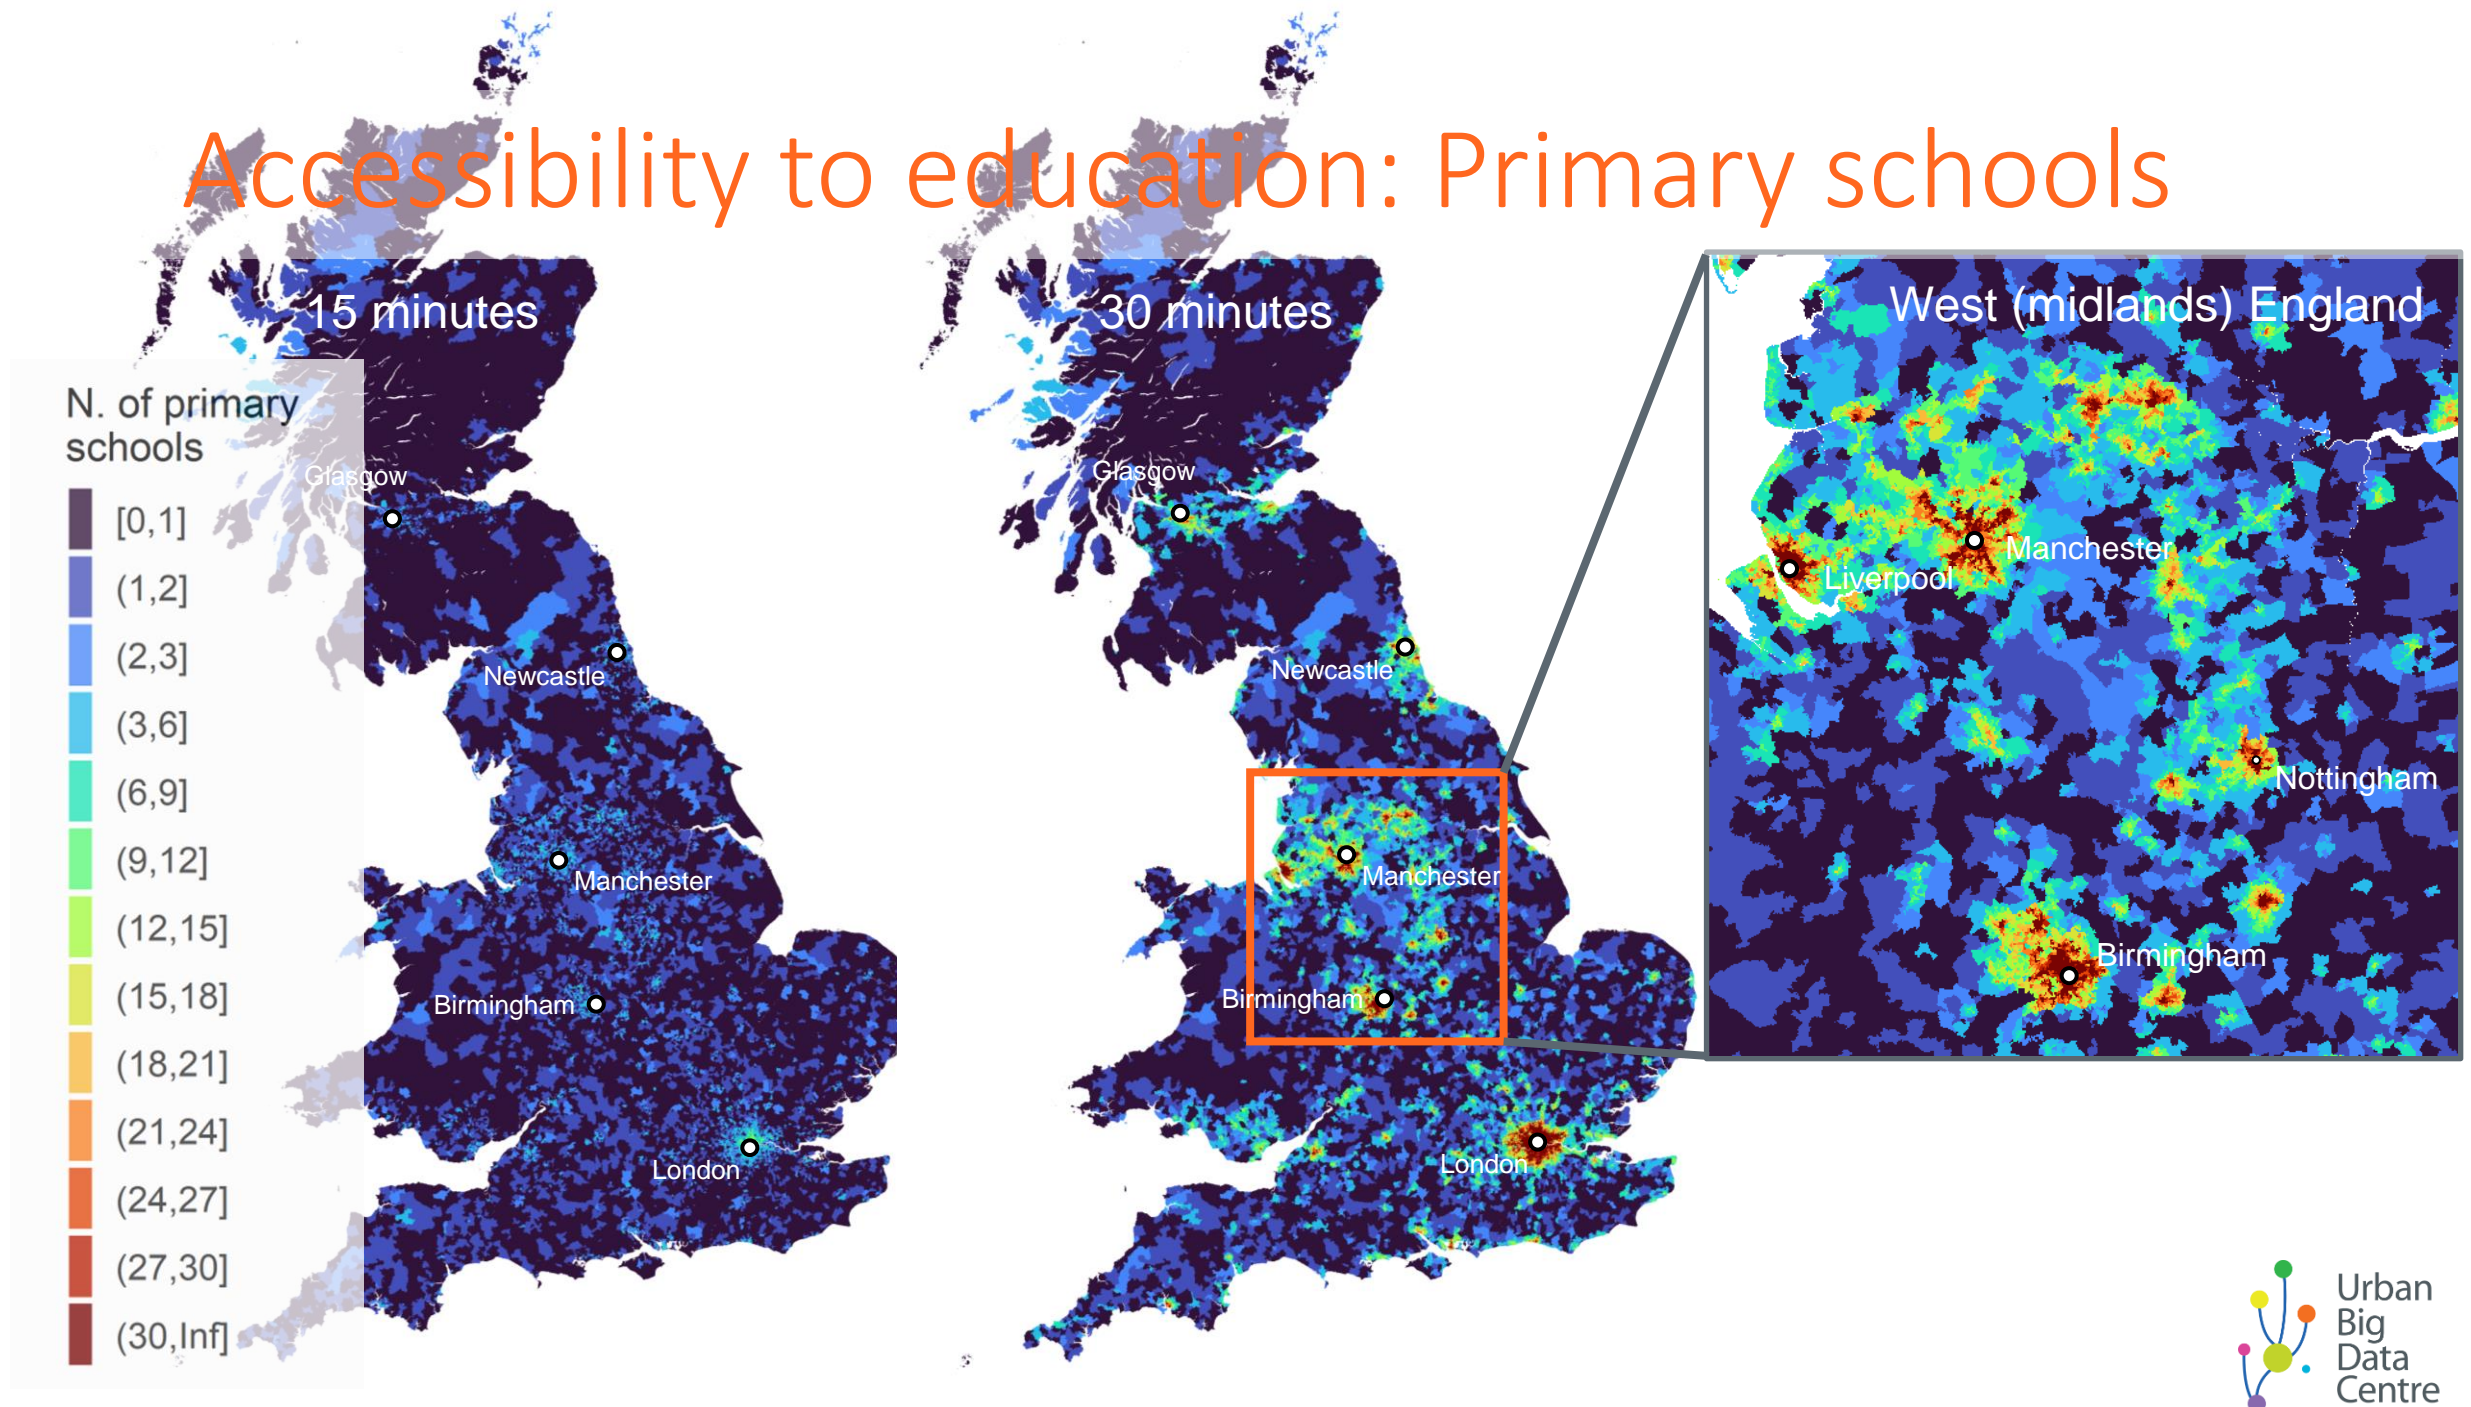 Accessibility to education: Primary schools
15 minutes
30 minutes
West (midlands) England
N. of primary
schools
[0,1]
(1,2]
(2,3]
(3,6]
(6,9]
(9,12]
(12,15]
(15,18]
(18,21]
(21,24]
(24,27]
(27,30]
(30,Inf]
Glasgow
Newcastle
Manchester
Birmingham
London
Glasgow
Newcastle
Manchester
Birmingham
London
Manchester
Liverpool
Nottingham
Birmingham
Urban
Big
Data
Centre